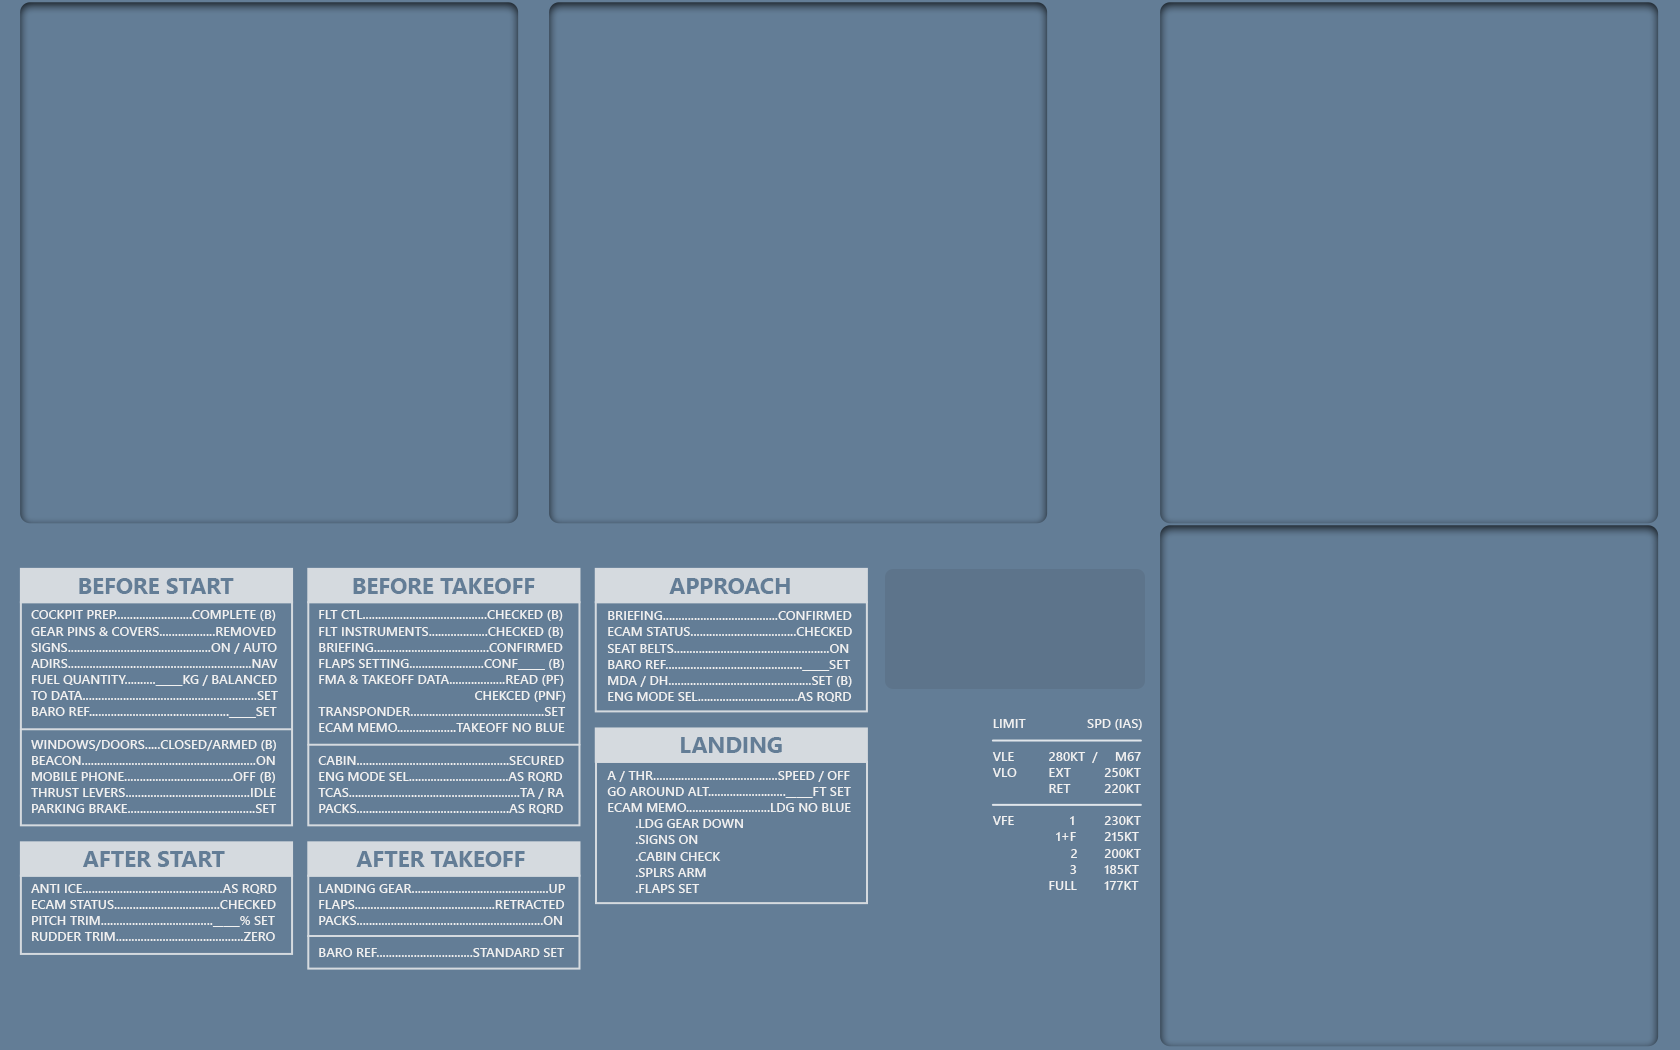 BEFORE START
COCKPIT PREP........................COMPLETE (B)
GEAR PINS & COVERS..................REMOVED
SIGNS..............................................ON / AUTO
ADIRS...........................................................NAV
FUEL QUANTITY.........._____KG / BALANCED
TO DATA........................................................SET
BARO REF............................................._____SET
WINDOWS/DOORS.....CLOSED/ARMED (B)
BEACON........................................................ON
MOBILE PHONE...................................OFF (B)
THRUST LEVERS........................................IDLE
PARKING BRAKE.........................................SET
AFTER START
ANTI ICE.............................................AS RQRD
ECAM STATUS..................................CHECKED
PITCH TRIM...................................._____% SET
RUDDER TRIM.........................................ZERO
BEFORE TAKEOFF
FLT CTL........................................CHECKED (B)
FLT INSTRUMENTS...................CHECKED (B)
BRIEFING.....................................CONFIRMED
FLAPS SETTING........................CONF_____ (B)
FMA & TAKEOFF DATA..................READ (PF)
CHEKCED (PNF)
TRANSPONDER...........................................SET
ECAM MEMO...................TAKEOFF NO BLUE
CABIN.................................................SECURED
ENG MODE SEL................................AS RQRD
TCAS.......................................................TA / RA
PACKS.................................................AS RQRD
AFTER TAKEOFF
LANDING GEAR............................................UP
FLAPS.............................................RETRACTED
PACKS............................................................ON
BARO REF...............................STANDARD SET
APPROACH
BRIEFING.....................................CONFIRMED
ECAM STATUS..................................CHECKED
SEAT BELTS..................................................ON
BARO REF............................................_____SET
MDA / DH..............................................SET (B)
ENG MODE SEL................................AS RQRD
LANDING
A / THR........................................SPEED / OFF
GO AROUND ALT........................._____FT SET
ECAM MEMO...........................LDG NO BLUE
.LDG GEAR DOWN
.SIGNS ON
.CABIN CHECK
.SPLRS ARM
.FLAPS SET
LIMIT SPD (IAS)
VLE 280KT / M67
VLO EXT 250KT
RET 220KT
VFE 1 230KT
1+F 215KT
2 200KT
3 185KT
FULL 177KT